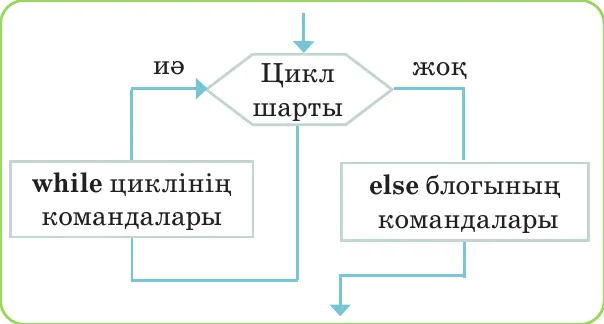 иә
Цикл
шарты
жоқ
while циклінің
командалары
else блогының
командалары